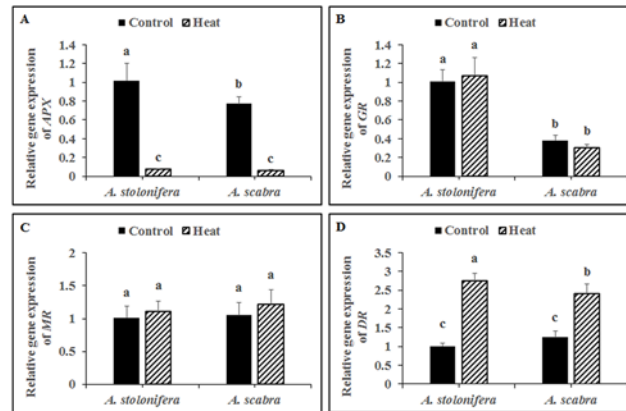 A
Control Heat
Relative gene expression
of APX
1.4
1.2
1
0.8
0.6
0.4
0.2
0
a
c
b
c
A. stolonifera
A. scabra
B
Control Heat
Relative gene expression
of GR
1.4
1.2
1
0.8
0.6
0.4
0.2
0
a
a
b
b
A. stolonifera
A. scabra
C
Control Heat
Relative gene expression
of MR
2
1.5
1
0.5
0
a
a
a
a
A. stolonifera
A. scabra
D
Control Heat
Relative gene expression
of DR
3.5
3
2.5
2
1.5
1
0.5
0
c
a
c
b
A. stolonifera
A. scabra